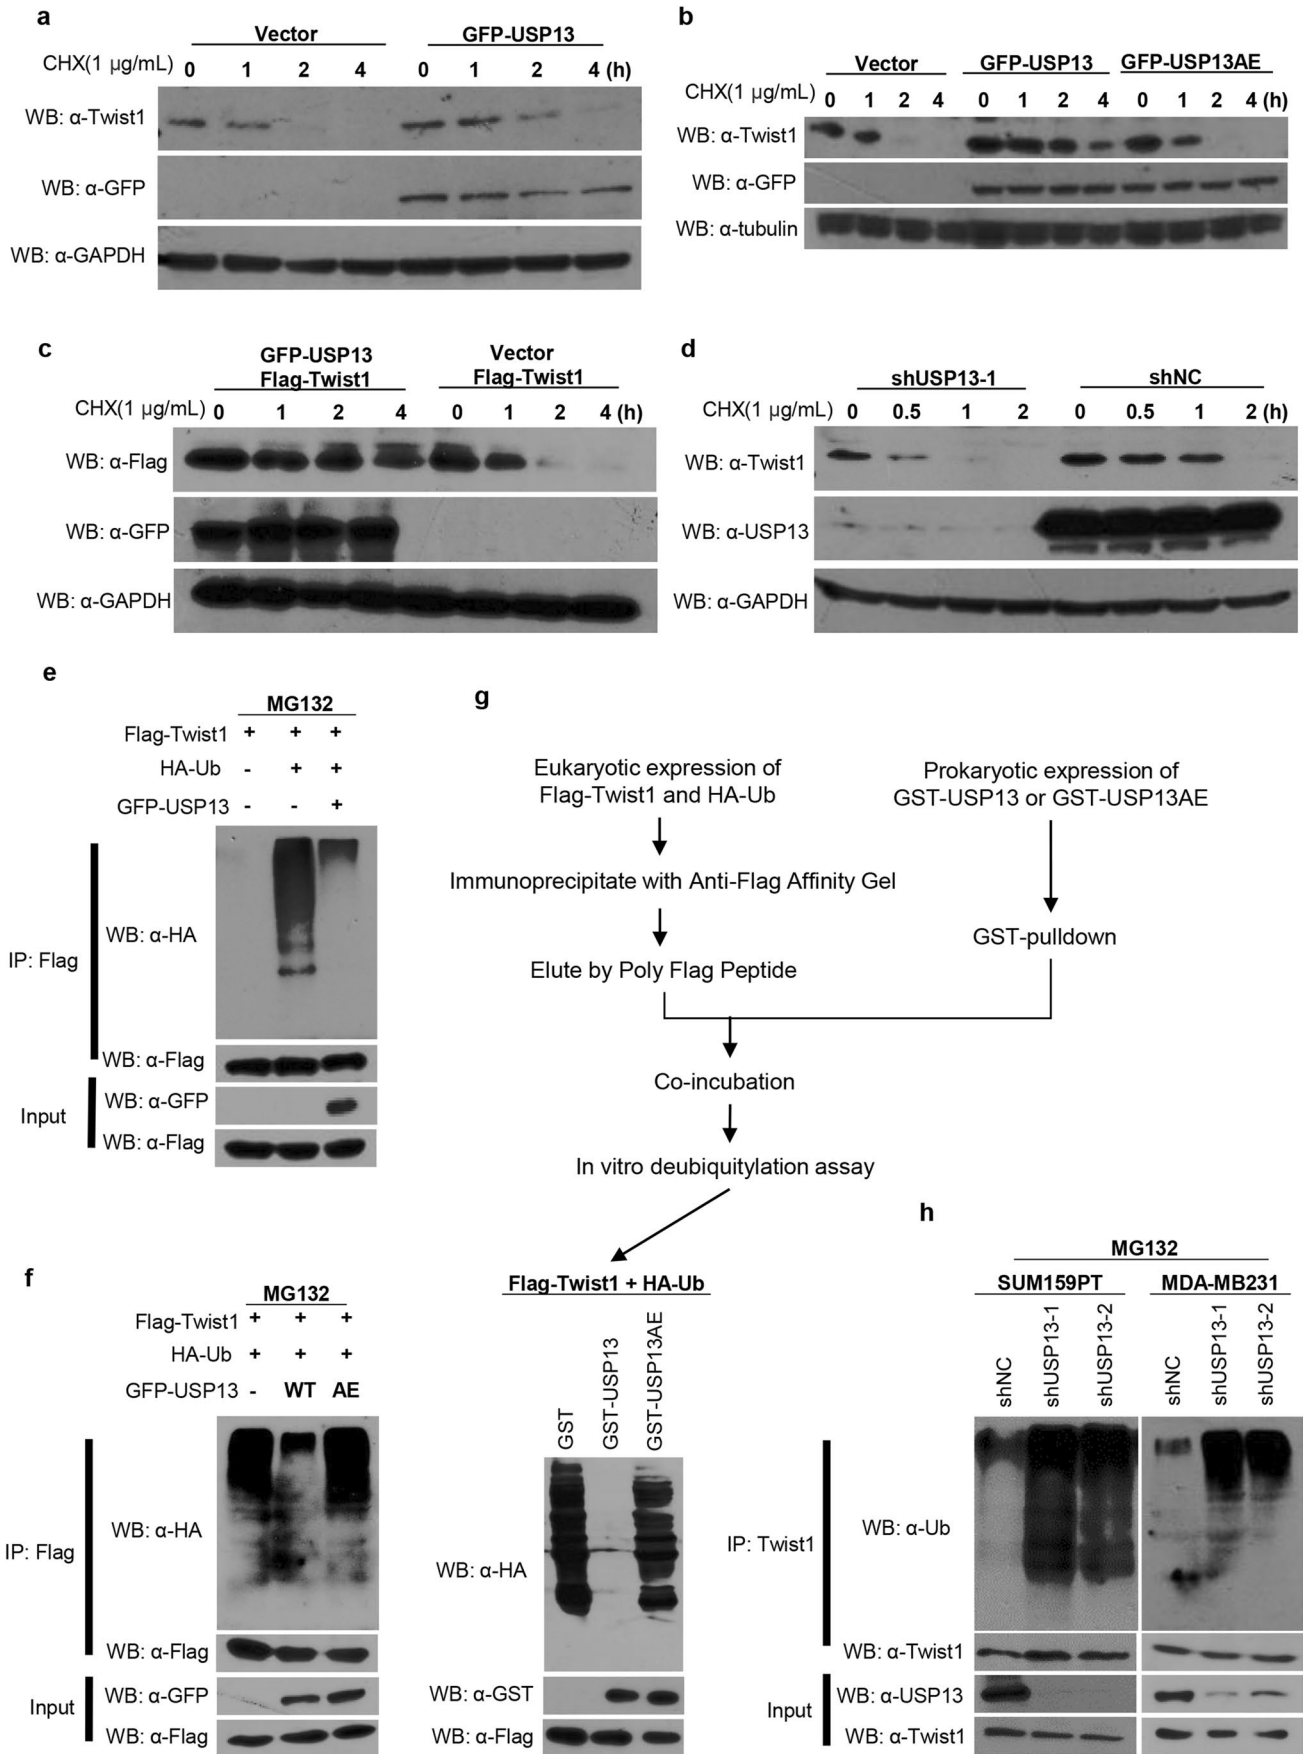 a
Vector GFP-USP13
CHX(1 μg/mL) 0 1 2 4 0 1 2 4 (h)
WB: α-Twist1
WB: α-GFP
WB: α-GAPDH
b
Vector GFP-USP13 GFP-USP13AE
CHX(1 μg/mL) 0 1 2 4 0 1 2 4 0 1 2 4 (h)
WB: α-Twist1
WB: α-GFP
WB: α-tubulin
c
GFP-USP13 Vector
Flag-Twist1 Flag-Twist1
CHX(1 μg/mL) 0 1 2 4 0 1 2 4 (h)
WB: α-Flag
WB: α-GFP
WB: α-GAPDH
d
shUSP13-1 shNC
CHX(1 μg/mL) 0 0.5 1 2 0 0.5 1 2 (h)
WB: α-Twist1
WB: α-USP13
WB: α-GAPDH
e
MG132
Flag-Twist1 + + +
HA-Ub - + +
GFP-USP13 - - +
IP: Flag
WB: α-HA
WB: α-Flag
Input
WB: α-GFP
WB: α-Flag
f
MG132
Flag-Twist1 + + +
HA-Ub + + +
GFP-USP13 - WT AE
IP: Flag
WB: α-HA
WB: α-Flag
Input
WB: α-GFP
WB: α-Flag
g
Eukaryotic expression of
Flag-Twist1 and HA-Ub
Immunoprecipitate with Anti-Flag Affinity Gel
Elute by Poly Flag Peptide
Prokaryotic expression of
GST-USP13 or GST-USP13AE
GST-pulldown
Co-incubation
In vitro deubiquitylation assay
Flag-Twist1 + HA-Ub
GST
GST-USP13
GST-USP13AE
WB: α-HA
WB: α-GST
WB: α-Flag
h
MG132
SUM159PT MDA-MB231
shNC
shUSP13-1
shUSP13-2
shNC
shUSP13-1
shUSP13-2
IP: Twist1
WB: α-Ub
WB: α-Twist1
Input
WB: α-USP13
WB: α-Twist1